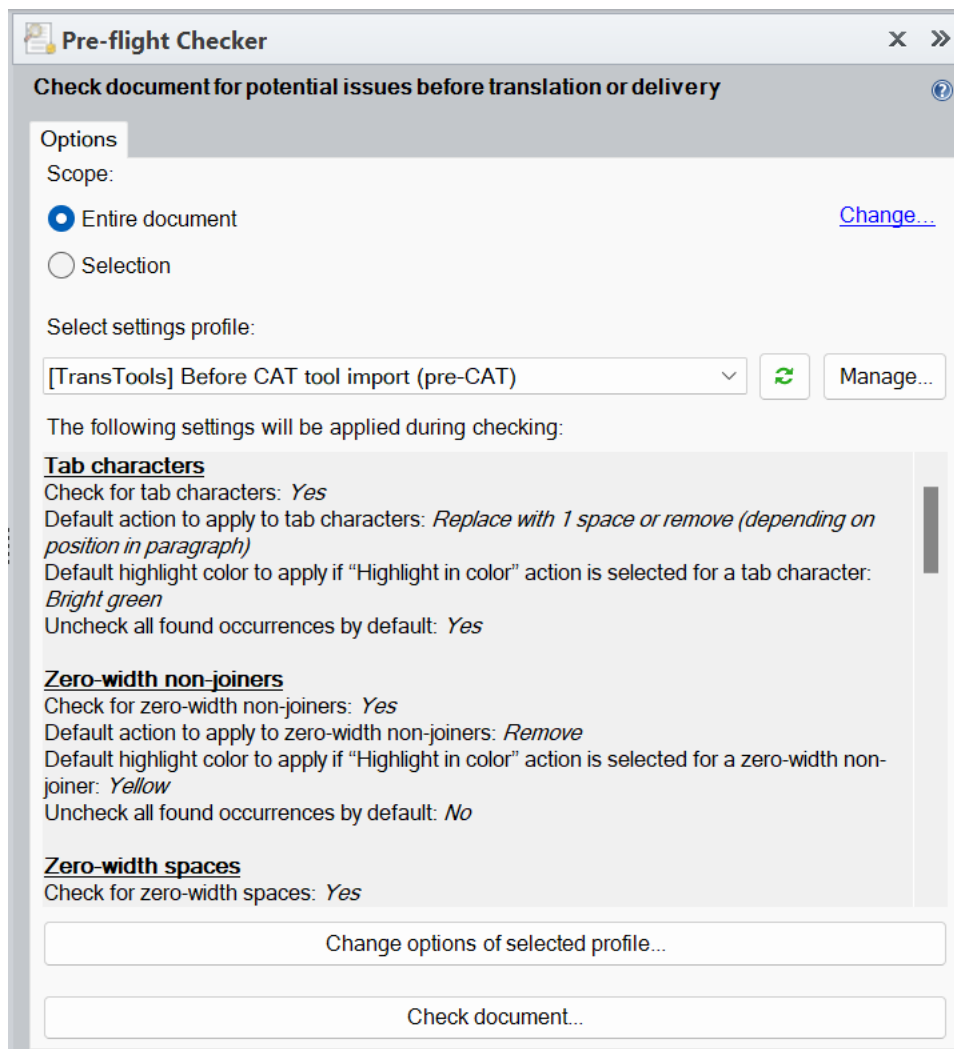 Pre-flight Checker
Check document for potential issues before translation or delivery
Options
Scope:
Entire document
Change...
Selection
Select settings profile:
[TransTools] Before CAT tool import (pre-CAT)
Manage...
The following settings will be applied during checking:
Tab characters
Check for tab characters: Yes
Default action to apply to tab characters: Replace with 1 space or remove (depending on
position in paragraph)
Default highlight color to apply if “Highlight in color” action is selected for a tab character:
Bright green
Uncheck all found occurrences by default: Yes
Zero-width non-joiners
Check for zero-width non-joiners: Yes
Default action to apply to zero-width non-joiners: Remove
Default highlight color to apply if “Highlight in color” action is selected for a zero-width non-
joiner: Yellow
Uncheck all found occurrences by default: No
Zero-width spaces
Check for zero-width spaces: Yes
Change options of selected profile...
Check document...